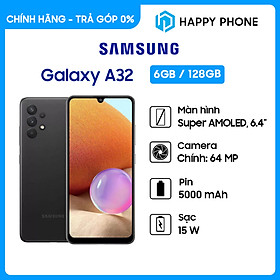 CHÍNH HÃNG - TRẢ GÓP 0%
HAPPY PHONE
SAMSUNG
Galaxy A32
6GB / 128GB
Màn hình
Super AMOLED, 6.4"
Camera
Chính: 64 MP
Pin
5000 mAh
Sạc
15 W
SAMSUNG